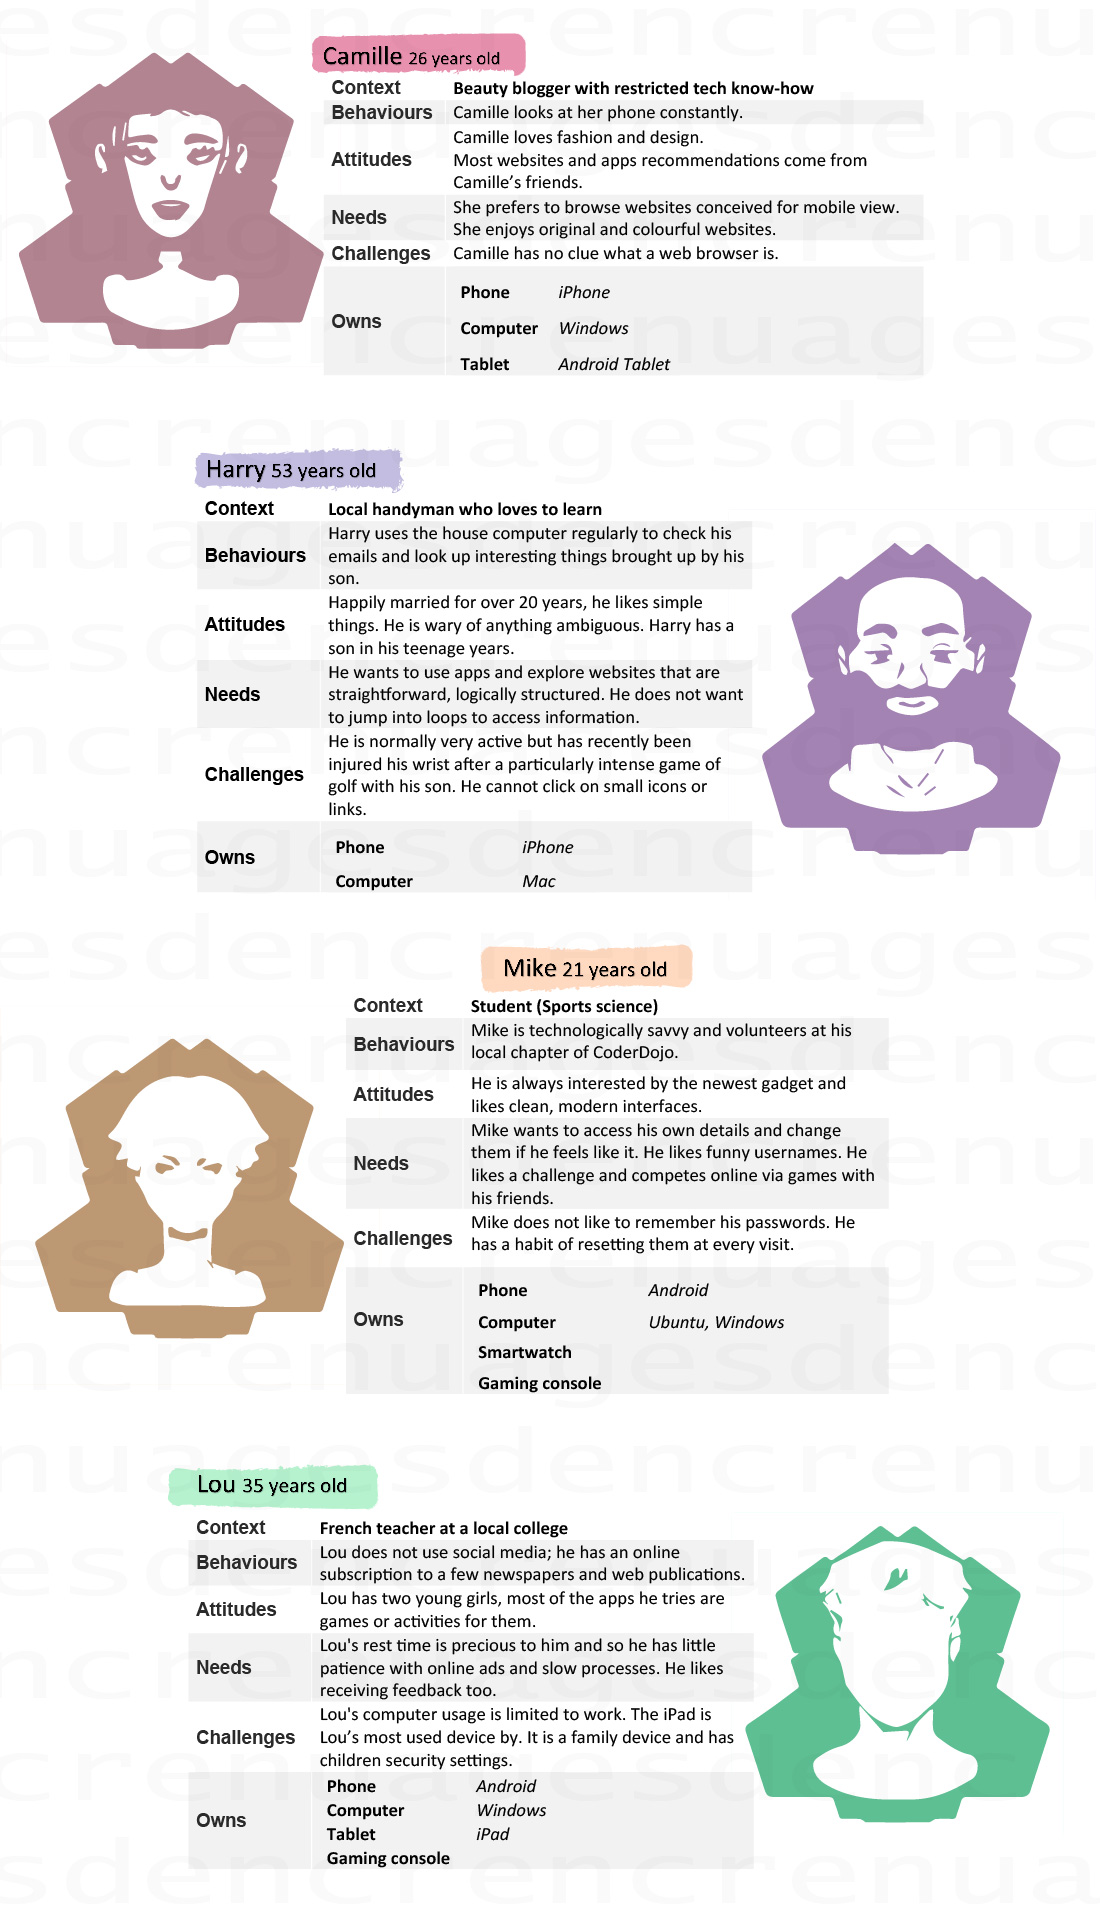 Camille 26 years old
Context Beauty blogger with restricted tech know-how
Behaviours Camille looks at her phone constantly.
Attitudes Camille loves fashion and design.
Most websites and apps recommendations come from
Camille’s friends.
Needs She prefers to browse websites conceived for mobile view.
She enjoys original and colourful websites.
Challenges Camille has no clue what a web browser is.
Owns
Phone iPhone
Computer Windows
Tablet Android Tablet
Harry 53 years old
Context Local handyman who loves to learn
Behaviours Harry uses the house computer regularly to check his
emails and look up interesting things brought up by his
son.
Attitudes Happily married for over 20 years, he likes simple
things. He is wary of anything ambiguous. Harry has a
son in his teenage years.
Needs He wants to use apps and explore websites that are
straightforward, logically structured. He does not want
to jump into loops to access information.
Challenges He is normally very active but has recently been
injured his wrist after a particularly intense game of
golf with his son. He cannot click on small icons or
links.
Owns
Phone iPhone
Computer Mac
Mike 21 years old
Context Student (Sports science)
Behaviours Mike is technologically savvy and volunteers at his
local chapter of CoderDojo.
Attitudes He is always interested by the newest gadget and
likes clean, modern interfaces.
Needs Mike wants to access his own details and change
them if he feels like it. He likes funny usernames. He
likes a challenge and competes online via games with
his friends.
Challenges Mike does not like to remember his passwords. He
has a habit of resetting them at every visit.
Owns
Phone Android
Computer Ubuntu, Windows
Smartwatch
Gaming console
Lou 35 years old
Context French teacher at a local college
Behaviours Lou does not use social media; he has an online
subscription to a few newspapers and web publications.
Attitudes Lou has two young girls, most of the apps he tries are
games or activities for them.
Needs Lou's rest time is precious to him and so he has little
patience with online ads and slow processes. He likes
receiving feedback too.
Challenges Lou's computer usage is limited to work. The iPad is
Lou’s most used device by. It is a family device and has
children security settings.
Owns
Phone Android
Computer Windows
Tablet iPad
Gaming console